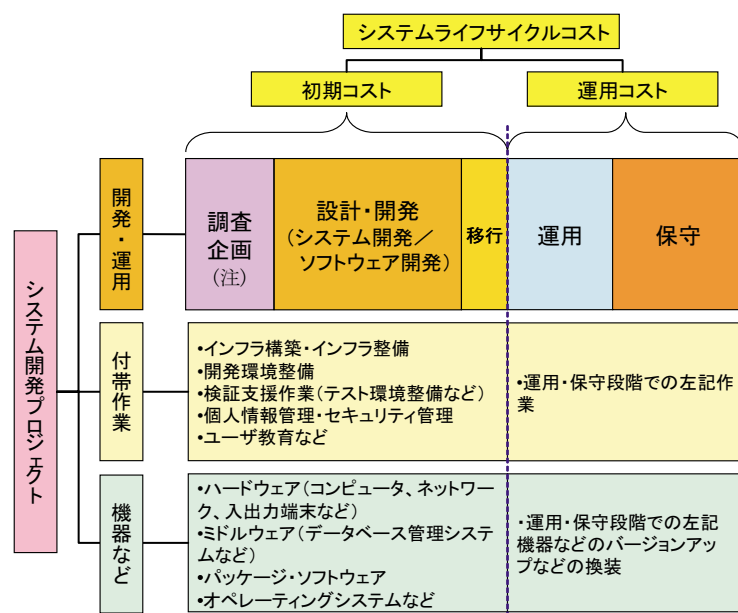 システムライフサイクルコスト
初期コスト
運用コスト
システム開発プロジェクト
開発・運用
調査
企画
(注)
設計・開発
(システム開発／
ソフトウェア開発)
移行
運用
保守
付帯作業
•インフラ構築・インフラ整備
•開発環境整備
•検証支援作業(テスト環境整備など)
•個人情報管理・セキュリティ管理
•ユーザ教育など
•運用・保守段階での左記作
業
機器など
•ハードウェア(コンピュータ、ネットワー
ク、入出力端末など)
•ミドルウェア(データベース管理システ
ムなど)
•パッケージ・ソフトウェア
•オペレーティングシステムなど
・運用・保守段階での左記
機器などのバージョンアッ
プなどの換装